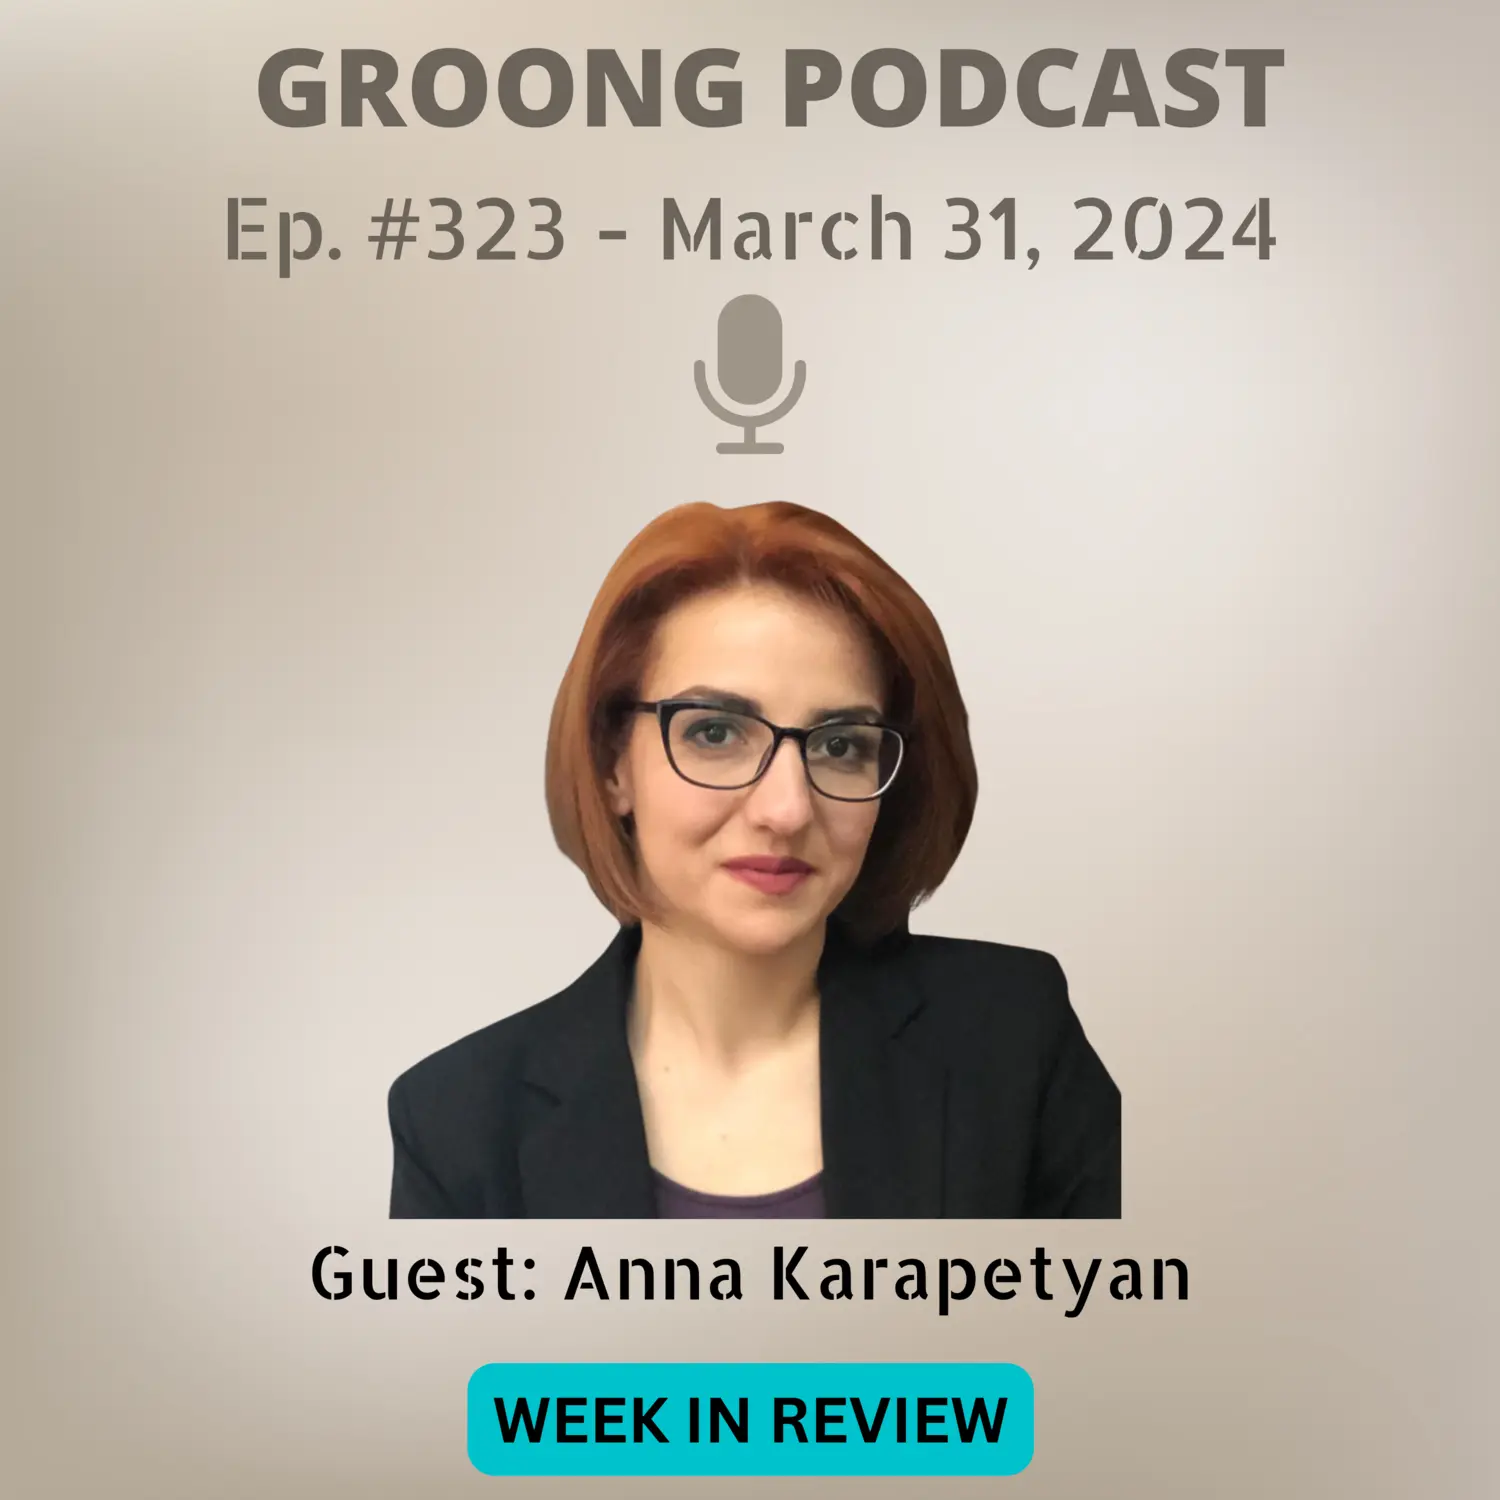 GROONG PODCAST
Ep. #323 - March 31, 2024
Guest: Anna Karapetyan
WEEK IN REVIEW